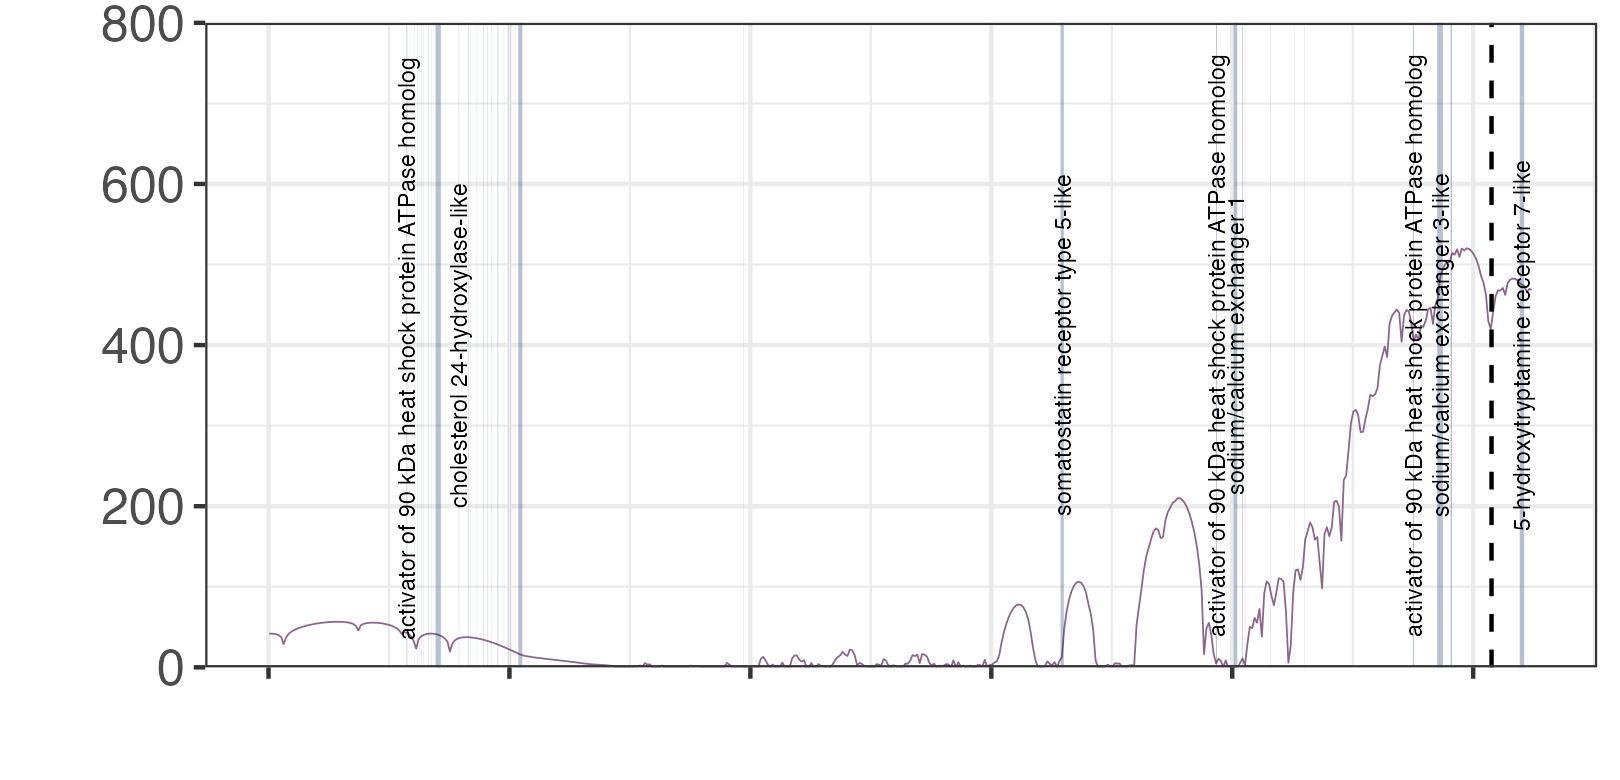 800
600
400
200
0
activator of 90 kDa heat shock protein ATPase homolog
cholesterol 24-hydroxylase-like
somatostatin receptor type 5-like
activator of 90 kDa heat shock protein ATPase homolog
sodium/calcium exchanger 1
activator of 90 kDa heat shock protein ATPase homolog
sodium/calcium exchanger 3-like
5-hydroxytryptamine receptor 7-like